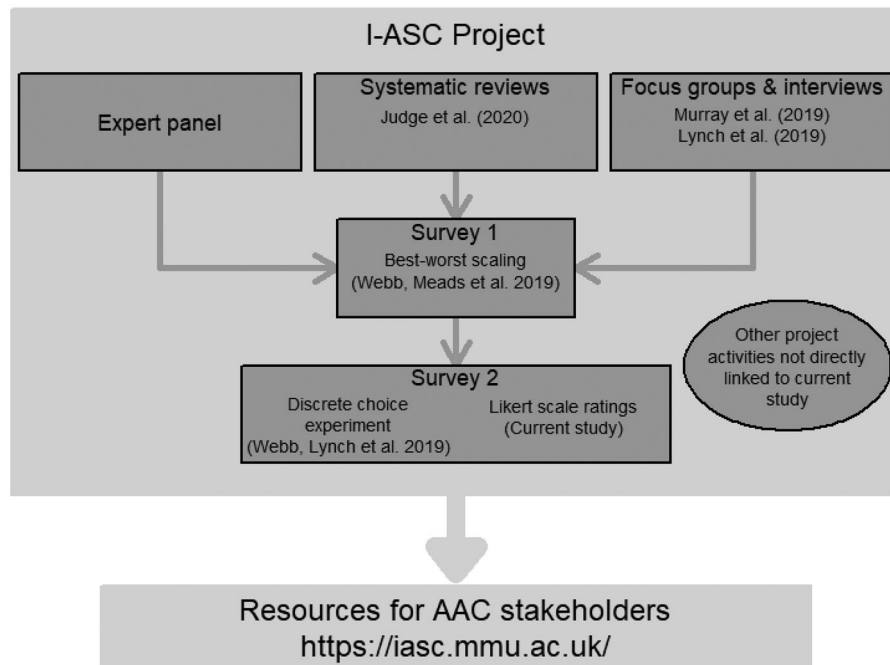 I-ASC Project
Expert panel
Systematic reviews
Judge et al. (2020)
Focus groups & interviews
Murray et al. (2019)
Lynch et al. (2019)
Survey 1
Best-worst scaling
(Webb, Meads et al. 2019)
Other project
activities not directly
linked to current
study
Survey 2
Discrete choice
experiment
(Webb, Lynch et al. 2019)
Likert scale ratings
(Current study)
Resources for AAC stakeholders
https://iasc.mmu.ac.uk/